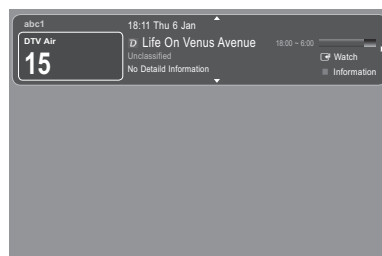 abc1
DTV Air
15
18:11 Thu 6 Jan
D Life On Venus Avenue 18:00 ~ 6:00
Unclassified
No Detaild Information
Watch
Information